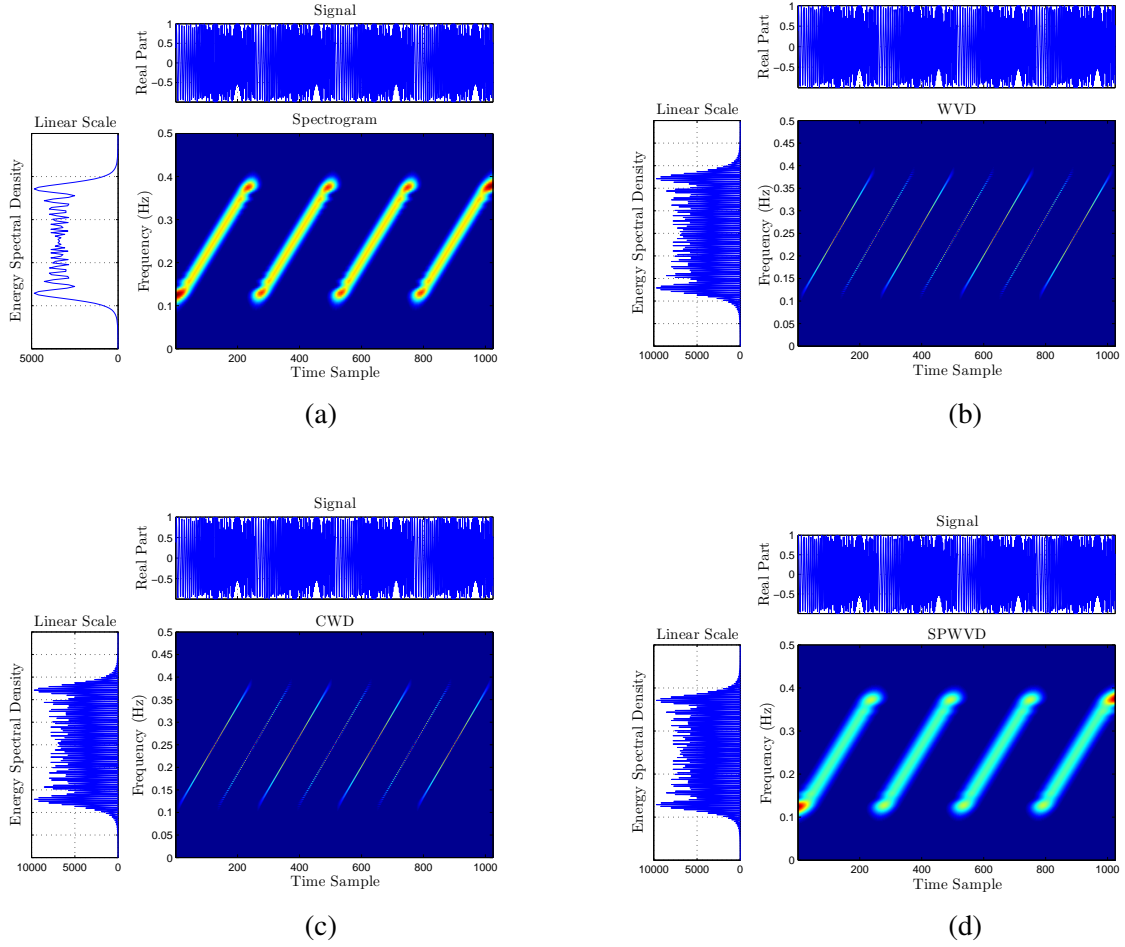 Signal
Real Part
1
0.5
0
−0.5
Linear Scale
Energy Spectral Density
5000
0
Spectrogram
Frequency (Hz)
0.5
0.4
0.3
0.2
0.1
0
200
400
600
800
1000
Time Sample
(a)
Real Part
1
0.5
0
−0.5
Linear Scale
Energy Spectral Density
10000
5000
0
WVD
Frequency (Hz)
0.5
0.45
0.4
0.35
0.3
0.25
0.2
0.15
0.1
0.05
0
200
400
600
800
1000
Time Sample
(b)
Signal
Real Part
1
0.5
0
−0.5
Linear Scale
Energy Spectral Density
10000
5000
0
CWD
Frequency (Hz)
0.5
0.45
0.4
0.35
0.3
0.25
0.2
0.15
0.1
0.05
0
200
400
600
800
1000
Time Sample
(c)
Signal
Real Part
1
0.5
0
−0.5
Linear Scale
Energy Spectral Density
10000
5000
0
SPWVD
Frequency (Hz)
0.5
0.4
0.3
0.2
0.1
0
200
400
600
800
1000
Time Sample
(d)